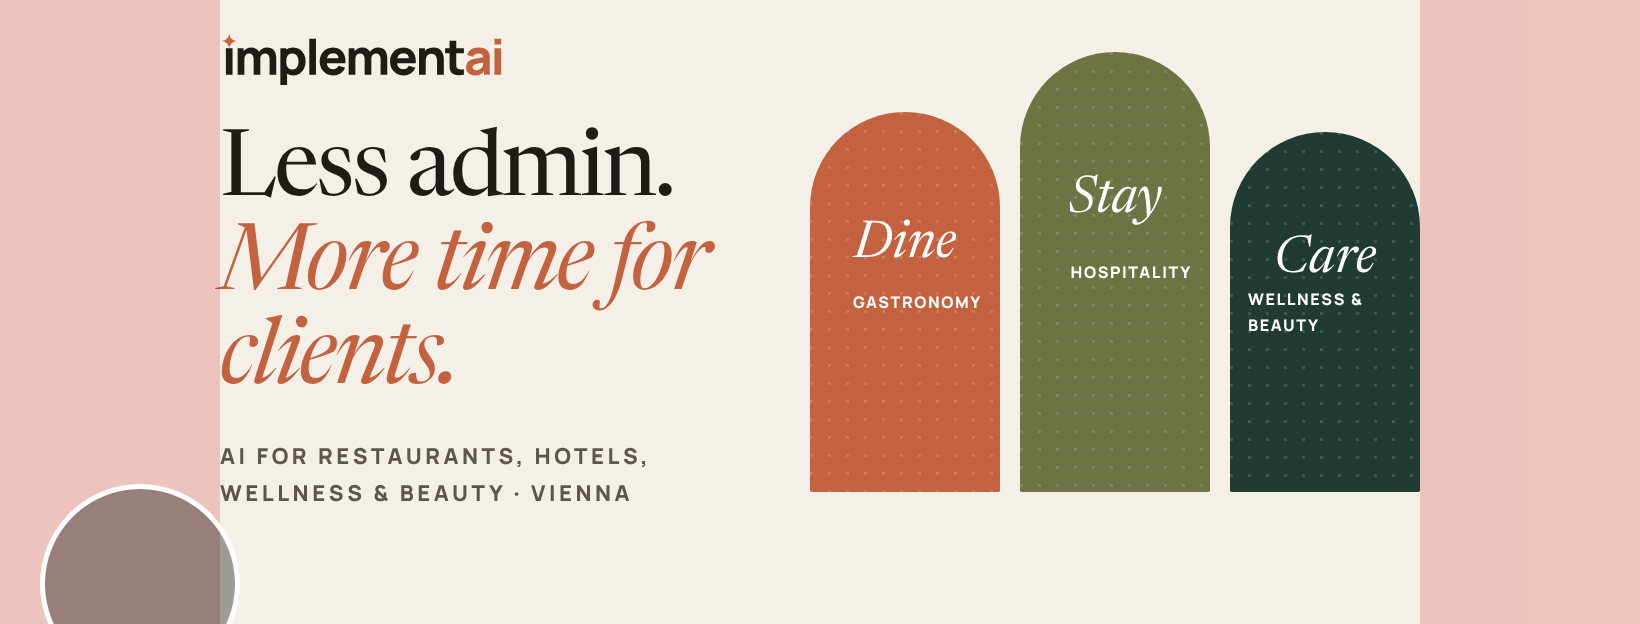 implementai
Less admin.
More time for
clients.
AI FOR RESTAURANTS, HOTELS,
WELLNESS & BEAUTY · VIENNA
Dine
GASTRONOMY
Stay
HOSPITALITY
Care
WELLNESS &
BEAUTY